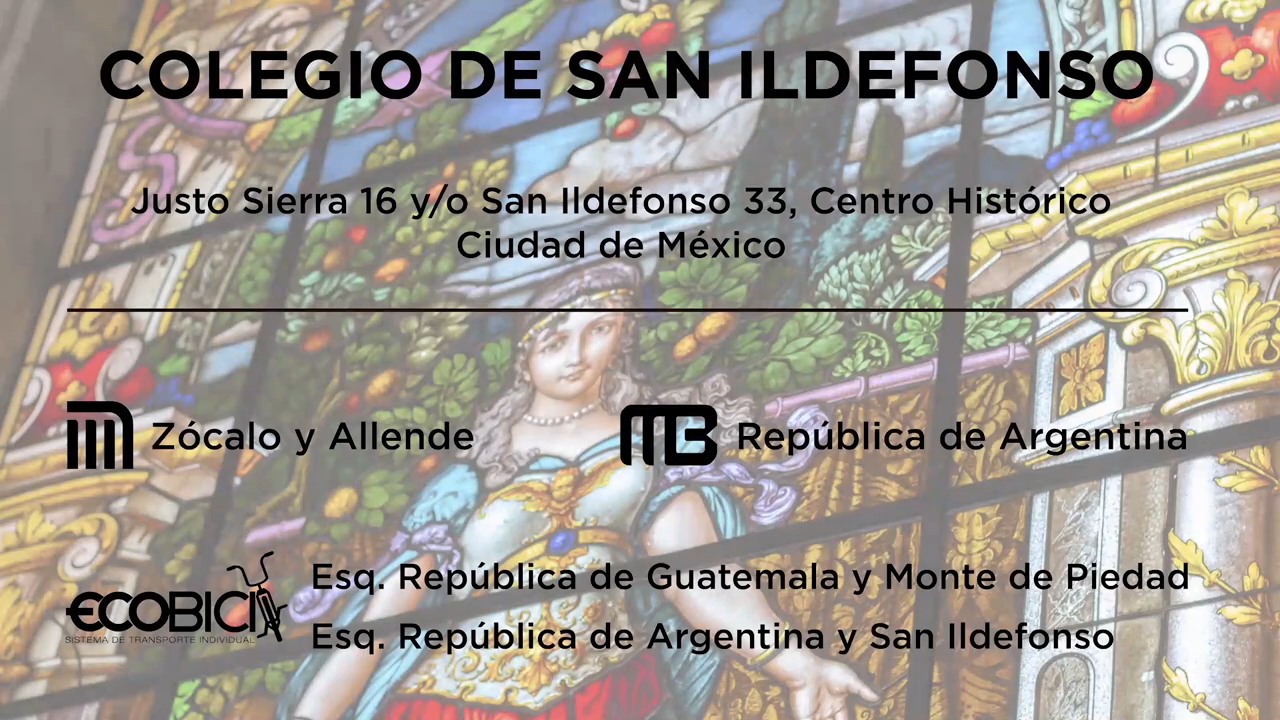 COLEGIO DE SAN ILDEFONSO
Justo Sierra 16 y/o San Ildefonso 33, Centro Histórico
Ciudad de México
Zócalo y Allende
MB República de Argentina
Esq. República de Guatemala y Monte de Piedad
ECOBICI
SISTEMA DE TRANSPORTE INDIVIDUAL
Esq. República de Argentina y San Ildefonso